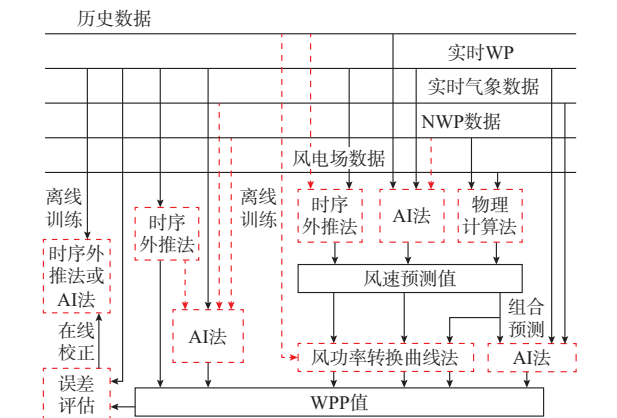 历史数据
实时WP
实时气象数据
NWP数据
风电场数据
离线
训练
时序
外推法
离线
训练
时序
外推法
AI法
物理
计算法
时序外
推法或
AI法
风速预测值
在线
校正
AI法
组合
预测
风功率转换曲线法
AI法
误差
评估
WPP值